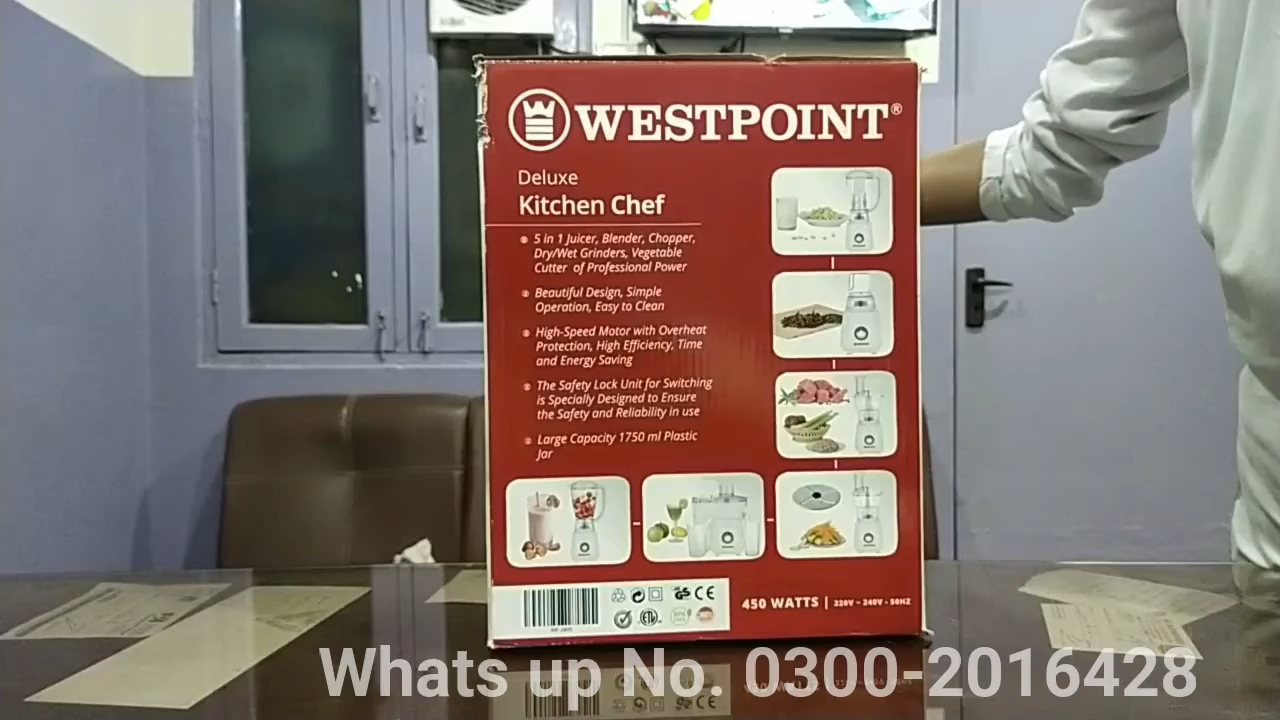 WESTPOINT®
Deluxe
Kitchen Chef
5 in 1 Juicer, Blender, Chopper,
Dry/Wet Grinders, Vegetable
Cutter of Professional Power
Beautiful Design, Simple
Operation, Easy to Clean
High-Speed Motor with Overheat
Protection, High Efficiency, Time
and Energy Saving
The Safety Lock Unit for Switching
is Specially Designed to Ensure
the Safety and Reliability in use
Large Capacity 1750 ml Plastic
Jar
CE
ETL
450 WATTS | 220V ~ 240V - 50HZ
Whats up No. 0300-2016428